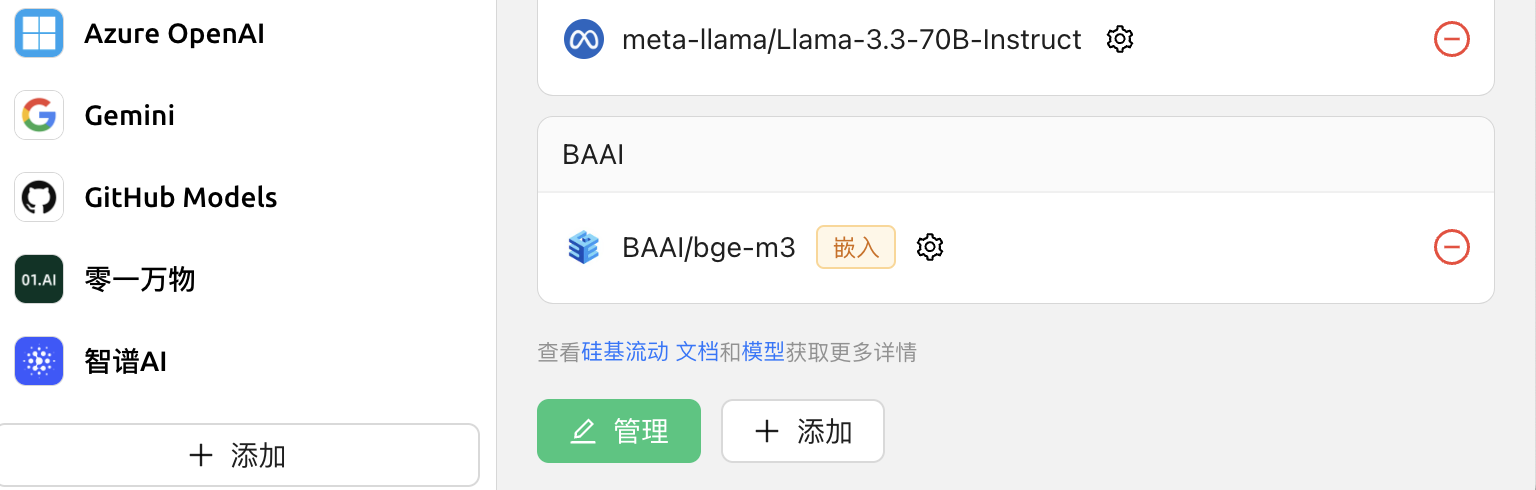 Azure OpenAI
Gemini
GitHub Models
01.AI 零一万物
智谱AI
添加
meta-llama/Llama-3.3-70B-Instruct
BAAI
BAAI/bge-m3 嵌入
查看硅基流动 文档和模型获取更多详情
管理 添加